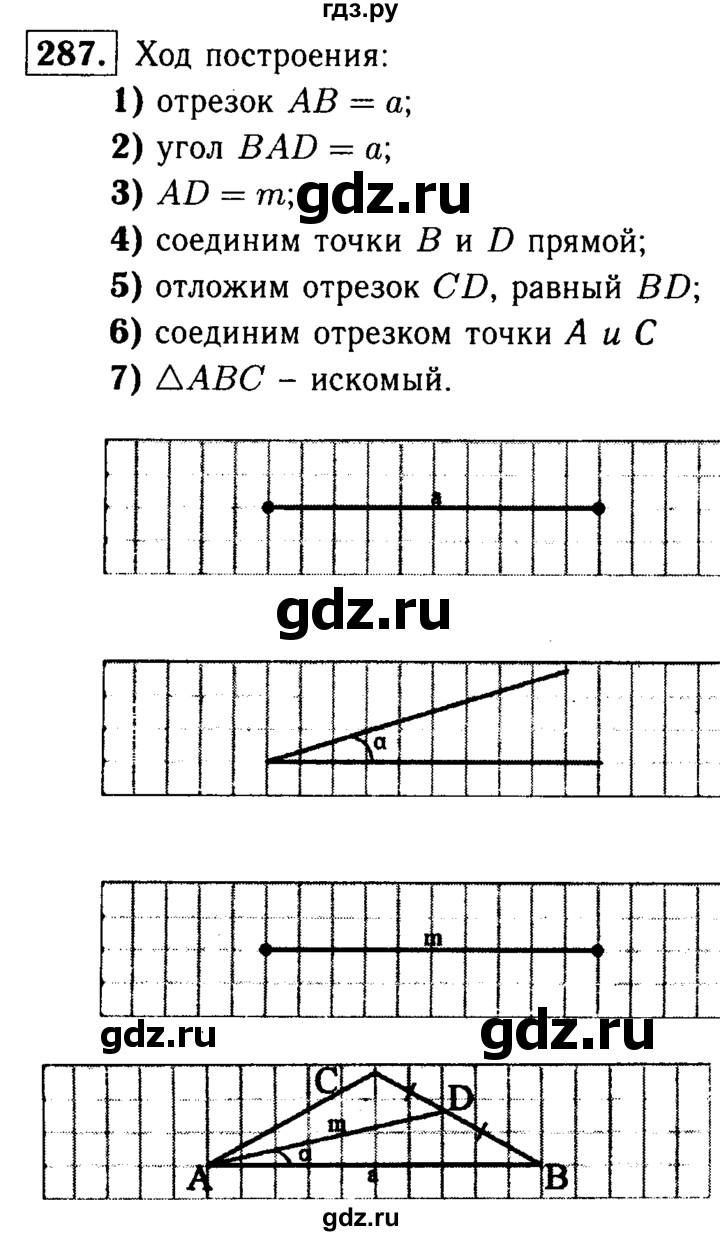 гдз.ру
287. Ход построения:
1) отрезок AB = a;
2) угол BAD = a;
3) AD = m;
gdz.ru
4) соединим точки B и D прямой;
5) отложим отрезок CD, равный BD;
6) соединим отрезком точки A и C
7) △ABC – искомый.
a
gdz.ru
α
m
gdz.ru
gdz.ru
C
D
m
α
A
a
B
gdz.ru